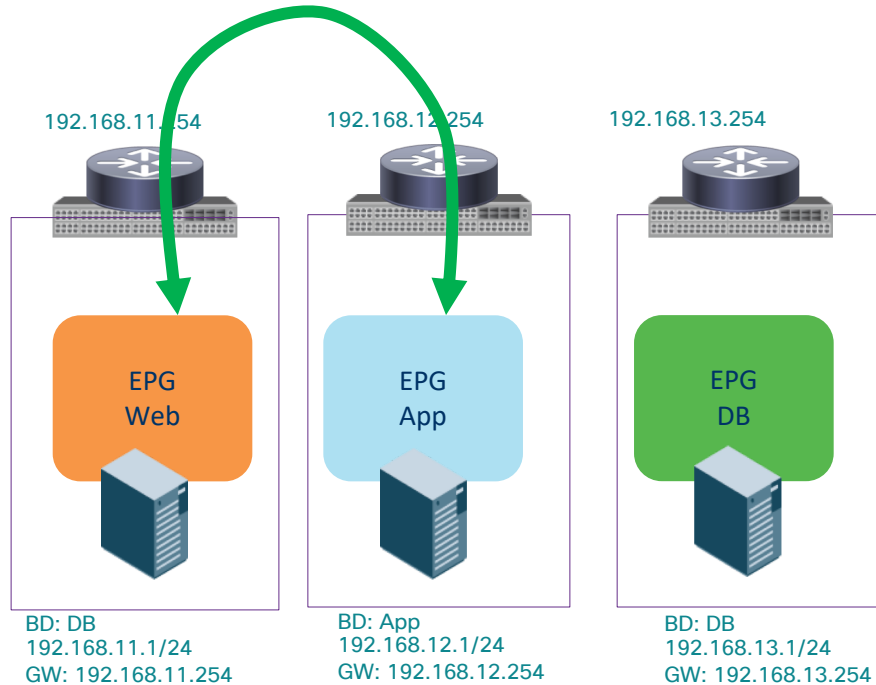 192.168.11.254
192.168.12.254
192.168.13.254
EPG
Web
EPG
App
EPG
DB
BD: DB
192.168.11.1/24
GW: 192.168.11.254
BD: App
192.168.12.1/24
GW: 192.168.12.254
BD: DB
192.168.13.1/24
GW: 192.168.13.254